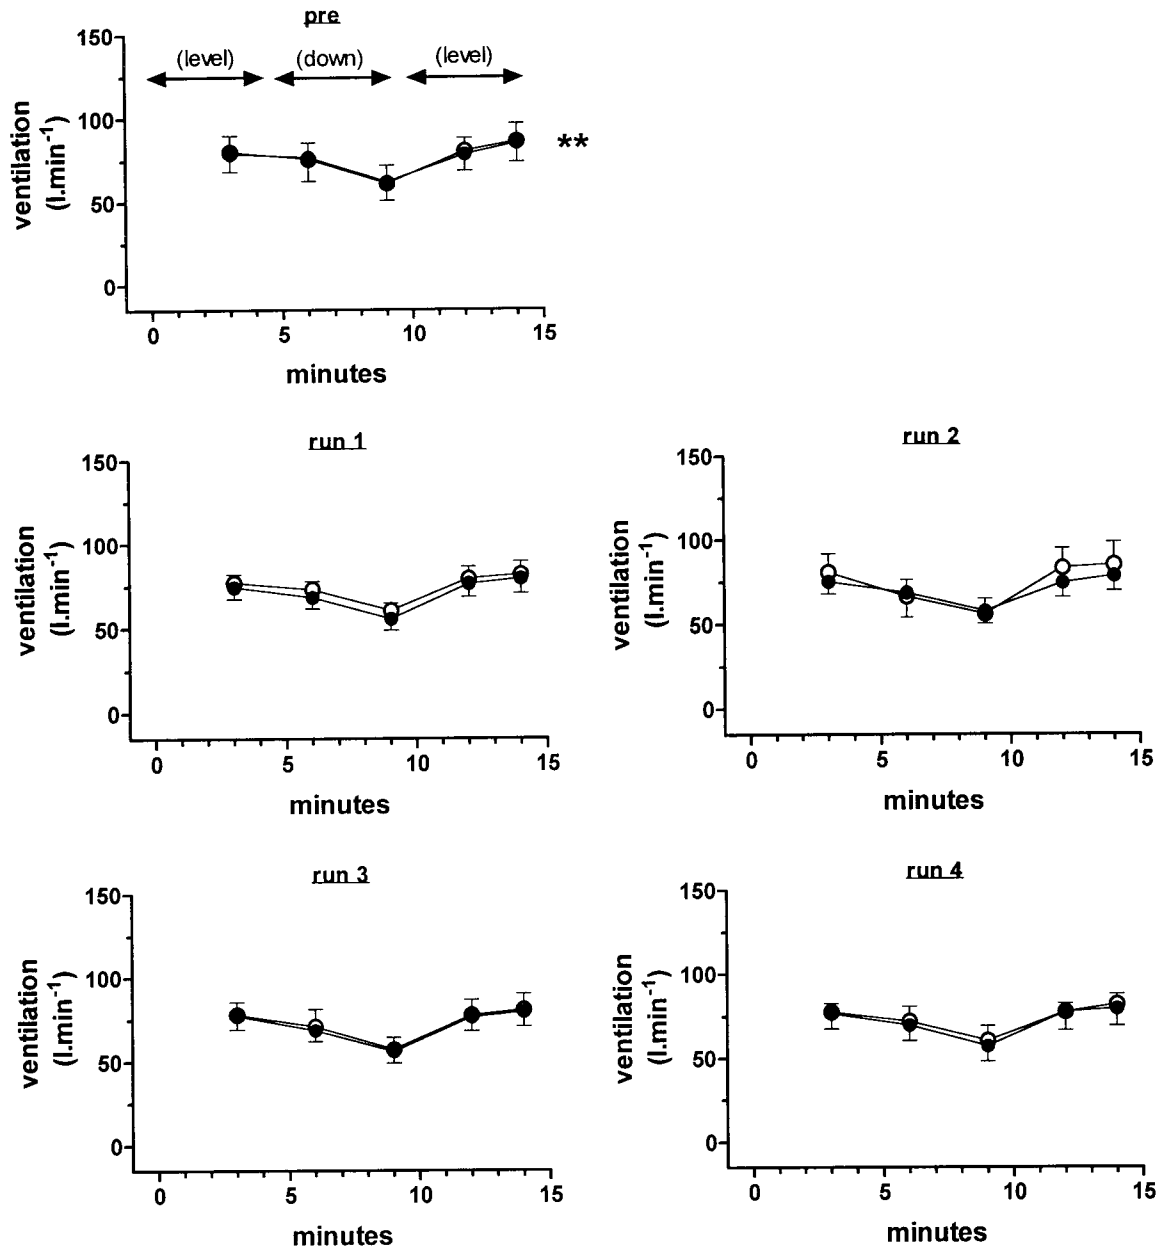 pre
150
100
50
0
ventilation
(l.min-1)
(level)
(down)
(level)
**
0
5
10
15
minutes
run 1
150
100
50
0
ventilation
(l.min-1)
0
5
10
15
minutes
run 2
150
100
50
0
ventilation
(l.min-1)
0
5
10
15
minutes
run 3
150
100
50
0
ventilation
(l.min-1)
0
5
10
15
minutes
run 4
150
100
50
0
ventilation
(l.min-1)
0
5
10
15
minutes